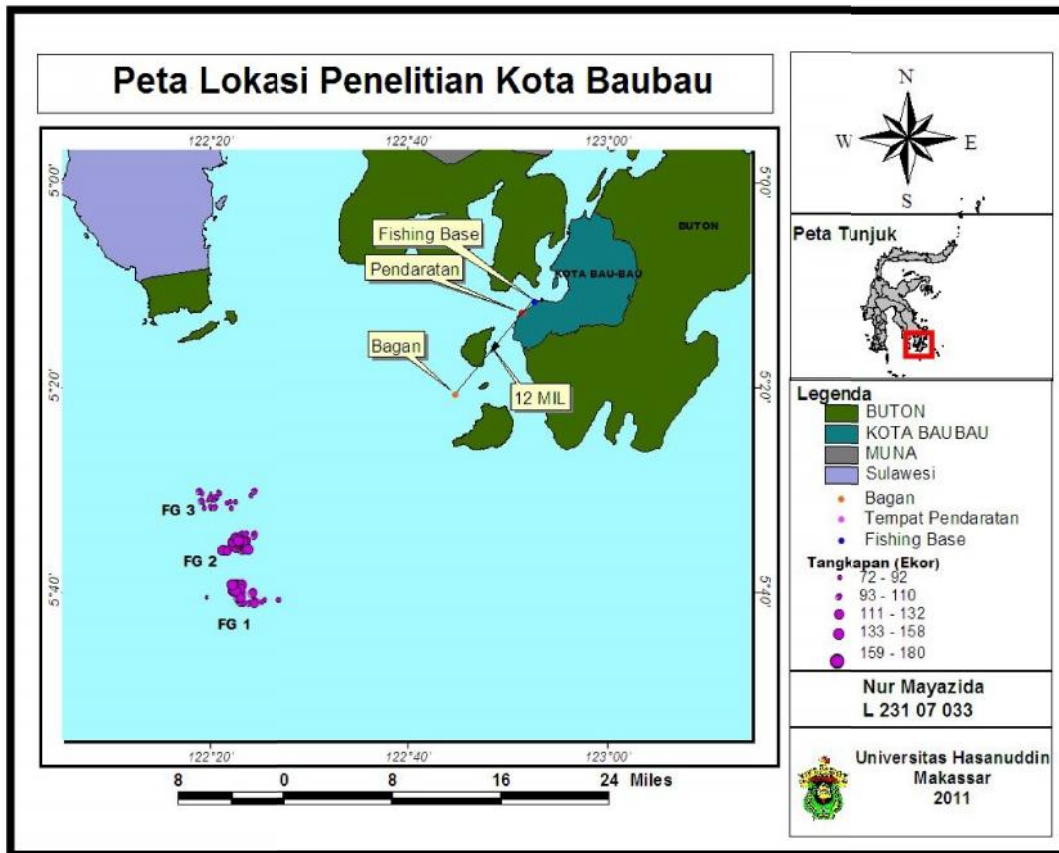 Peta Lokasi Penelitian Kota Baubau
122°20'
122°40'
123°00'
5°00'
5°00'
5°20'
5°20'
5°40'
5°40'
Fishing Base
Pendaratan
Bagan
12 MIL
BUTON
KOTA BAU-BAU
FG 3
FG 2
FG 1
122°20'
122°40'
123°00'
8 0 8 16 24 Miles
N
W E
S
Peta Tunjuk
Legenda
BUTON
KOTA BAUBAU
MUNA
Sulawesi
Bagan
Tempat Pendaratan
Fishing Base
Tangkapan (Ekor)
72 - 92
93 - 110
111 - 132
133 - 158
159 - 180
Nur Mayazida
L 231 07 033
Universitas Hasanuddin
Makassar
2011